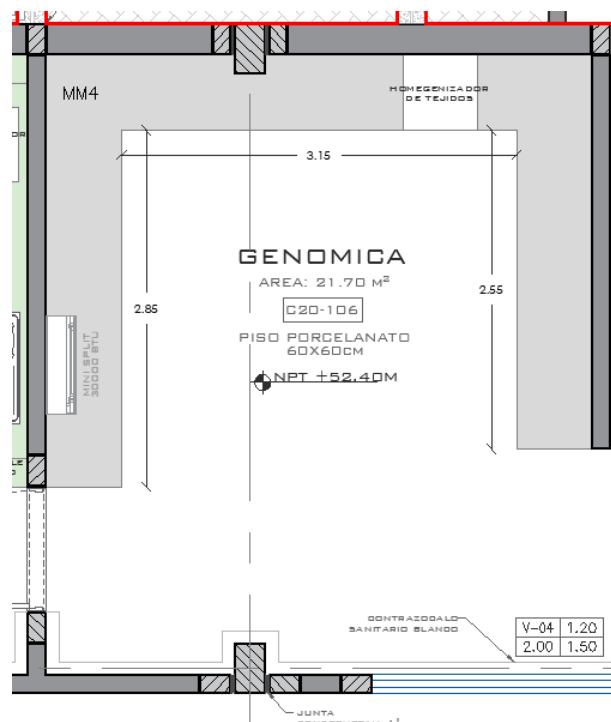 MM4
HOMEGENIZADOR
DE TEJIDOS
3.15
GENOMICA
AREA: 21.70 M²
C20-106
PISO PORCELANATO
60X60CM
NPT +52.40M
2.85
2.55
MINI SPLIT
30000 BTU
CONTRAZOCALO
SANITARIO BLANCO
V-04 1.20
2.00 1.50
JUNTA